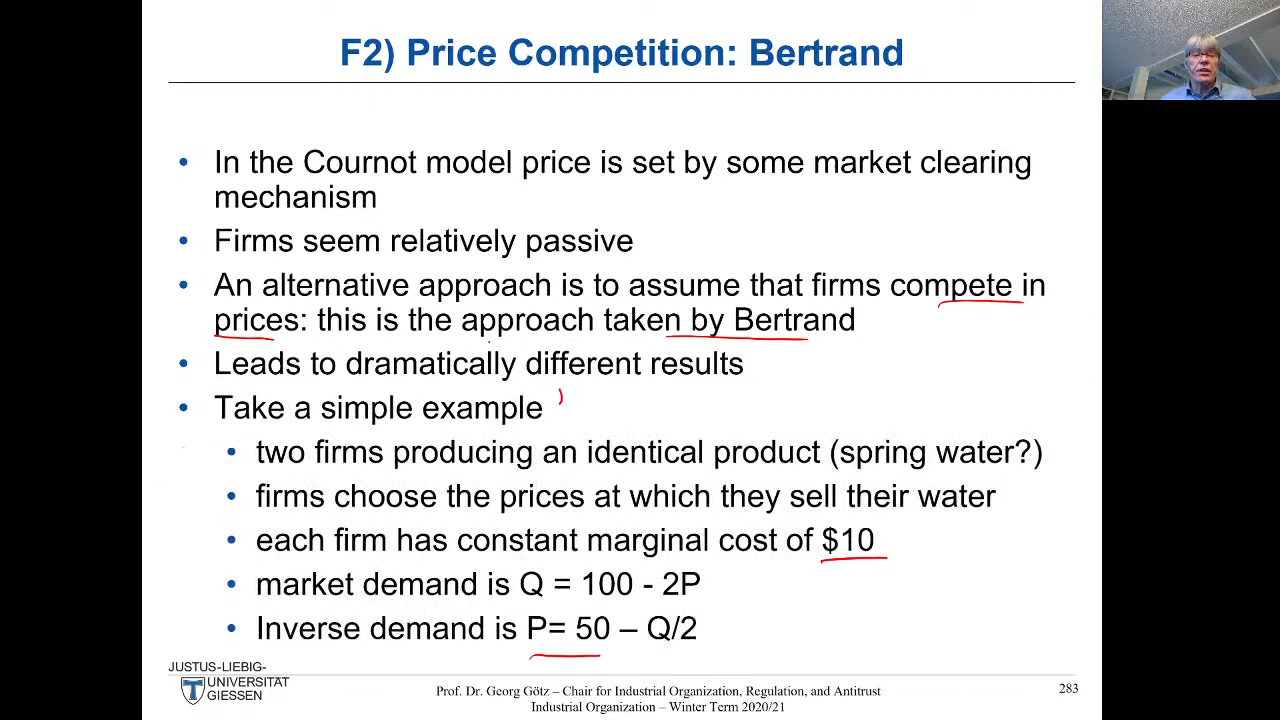 F2) Price Competition: Bertrand
• In the Cournot model price is set by some market clearing
mechanism
• Firms seem relatively passive
• An alternative approach is to assume that firms compete in
prices: this is the approach taken by Bertrand
• Leads to dramatically different results
• Take a simple example
• two firms producing an identical product (spring water?)
• firms choose the prices at which they sell their water
• each firm has constant marginal cost of $10
• market demand is Q = 100 - 2P
• Inverse demand is P= 50 – Q/2
JUSTUS-LIEBIG-
UNIVERSITÄT
GIESSEN
Prof. Dr. Georg Götz – Chair for Industrial Organization, Regulation, and Antitrust
Industrial Organization – Winter Term 2020/21
283